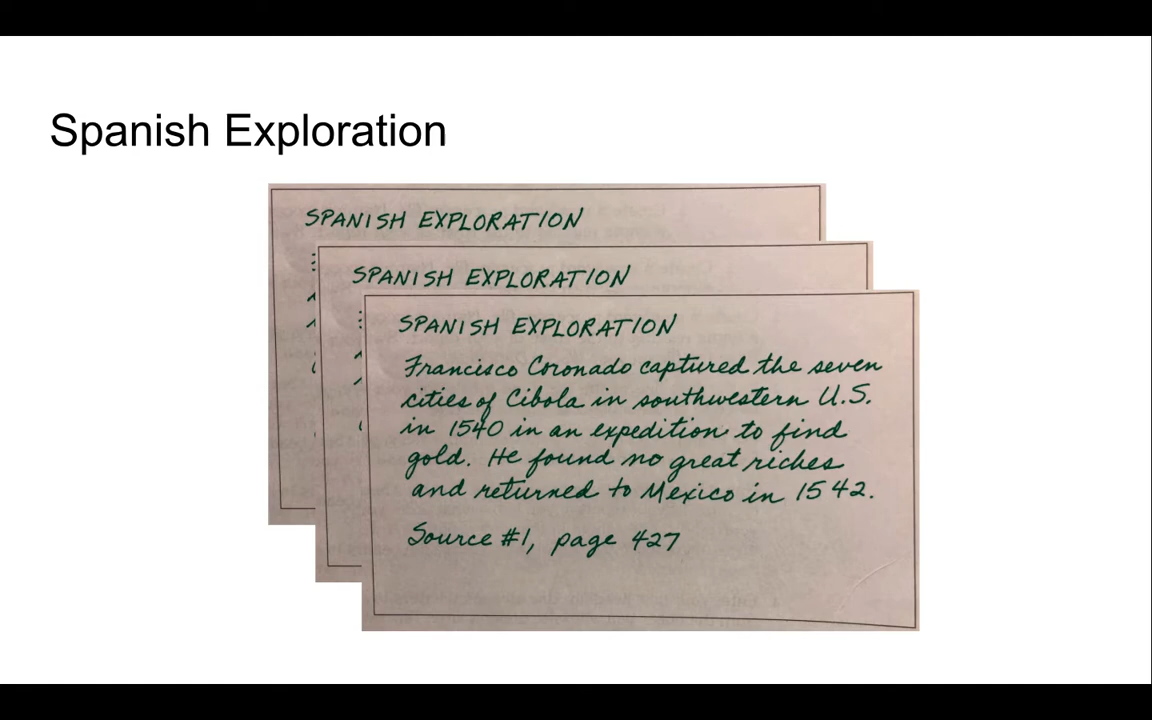 Spanish Exploration
SPANISH EXPLORATION
SPANISH EXPLORATION
SPANISH EXPLORATION
Francisco Coronado captured the seven
cities of Cibola in southwestern U.S.
in 1540 in an expedition to find
gold. He found no great riches
and returned to Mexico in 1542.
Source #1, page 427